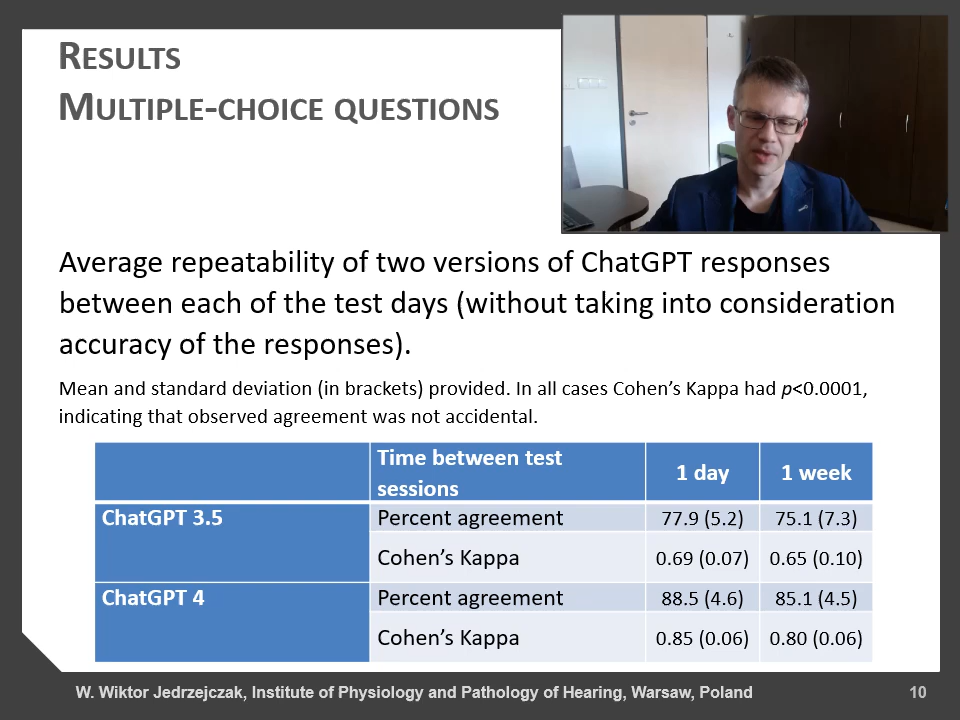 RESULTS
MULTIPLE-CHOICE QUESTIONS
Average repeatability of two versions of ChatGPT responses
between each of the test days (without taking into consideration
accuracy of the responses).
Mean and standard deviation (in brackets) provided. In all cases Cohen's Kappa had p<0.0001,
indicating that observed agreement was not accidental.
Time between test
sessions
1 day
1 week
ChatGPT 3.5
Percent agreement
77.9 (5.2)
75.1 (7.3)
Cohen's Kappa
0.69 (0.07)
0.65 (0.10)
ChatGPT 4
Percent agreement
88.5 (4.6)
85.1 (4.5)
Cohen's Kappa
0.85 (0.06)
0.80 (0.06)
W. Wiktor Jedrzejczak, Institute of Physiology and Pathology of Hearing, Warsaw, Poland
10